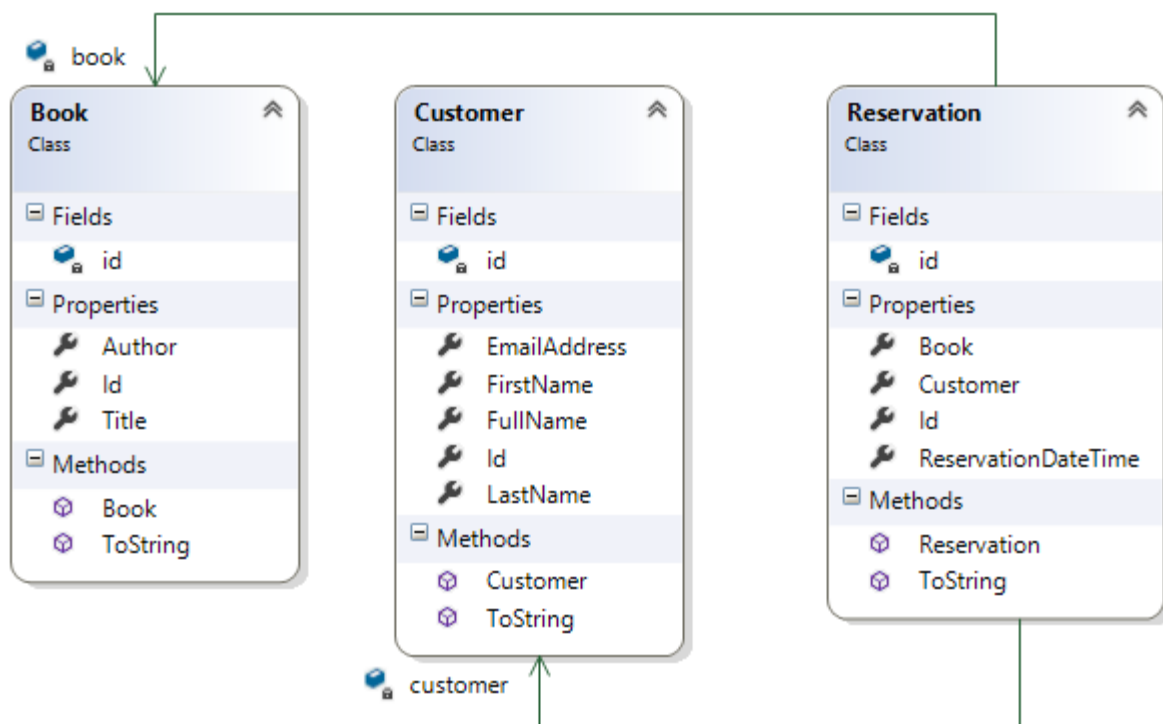 book
Book
Class
Fields
id
Properties
Author
Id
Title
Methods
Book
ToString
Customer
Class
Fields
id
Properties
EmailAddress
FirstName
FullName
Id
LastName
Methods
Customer
ToString
customer
Reservation
Class
Fields
id
Properties
Book
Customer
Id
ReservationDateTime
Methods
Reservation
ToString